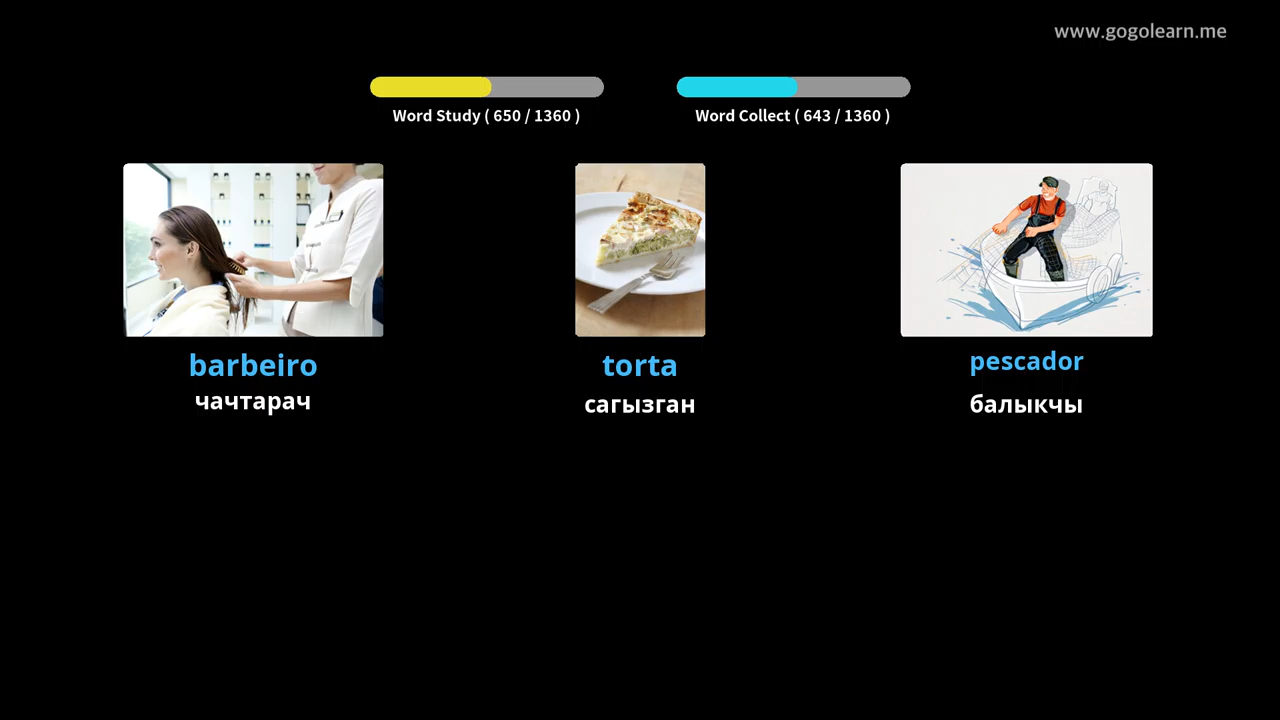 www.gogolearn.me
Word Study ( 650 / 1360 )
Word Collect ( 643 / 1360 )
barbeiro
чачтарач
torta
сагызган
pescador
балыкчы